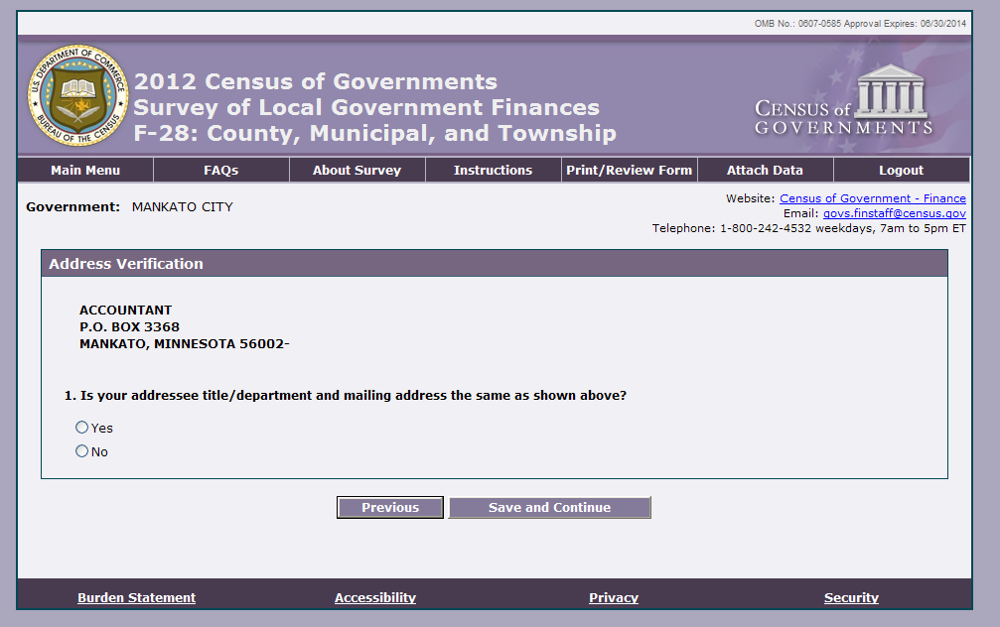 OMB No.: 0607-0585 Approval Expires: 06/30/2014
U.S. DEPARTMENT OF COMMERCE
BUREAU OF THE CENSUS
2012 Census of Governments
Survey of Local Government Finances
F-28: County, Municipal, and Township
CENSUS of
GOVERNMENTS
Main Menu FAQs About Survey Instructions Print/Review Form Attach Data Logout
Government: MANKATO CITY
Website: Census of Government - Finance
Email: govs.finstaff@census.gov
Telephone: 1-800-242-4532 weekdays, 7am to 5pm ET
Address Verification
ACCOUNTANT
P.O. BOX 3368
MANKATO, MINNESOTA 56002-
1. Is your addressee title/department and mailing address the same as shown above?
Yes
No
Previous Save and Continue
Burden Statement Accessibility Privacy Security